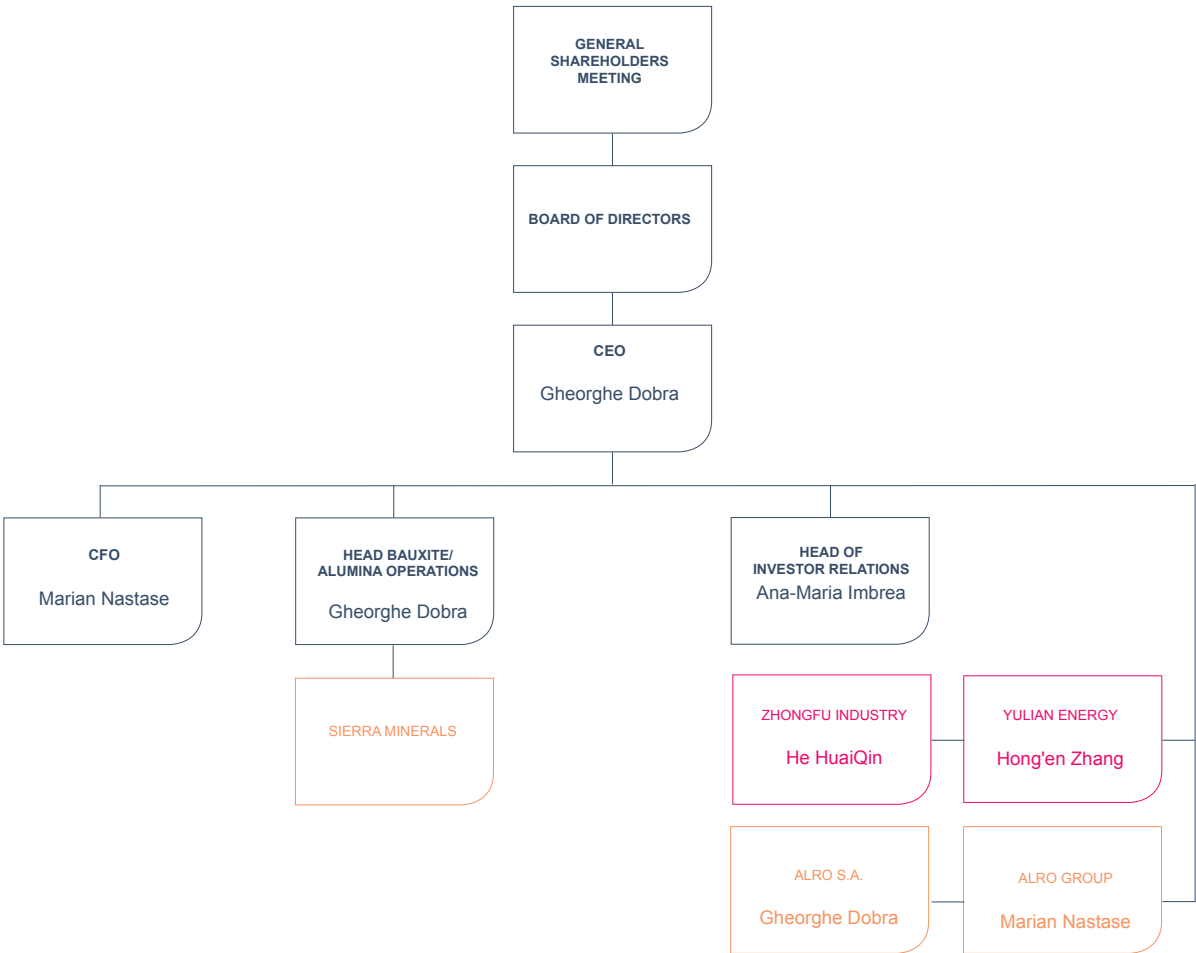 GENERAL
SHAREHOLDERS
MEETING
BOARD OF DIRECTORS
CEO
Gheorghe Dobra
CFO
Marian Nastase
HEAD BAUXITE/
ALUMINA OPERATIONS
Gheorghe Dobra
HEAD OF
INVESTOR RELATIONS
Ana-Maria Imbrea
SIERRA MINERALS
ZHONGFU INDUSTRY
He HuaiQin
YULIAN ENERGY
Hong'en Zhang
ALRO S.A.
Gheorghe Dobra
ALRO GROUP
Marian Nastase